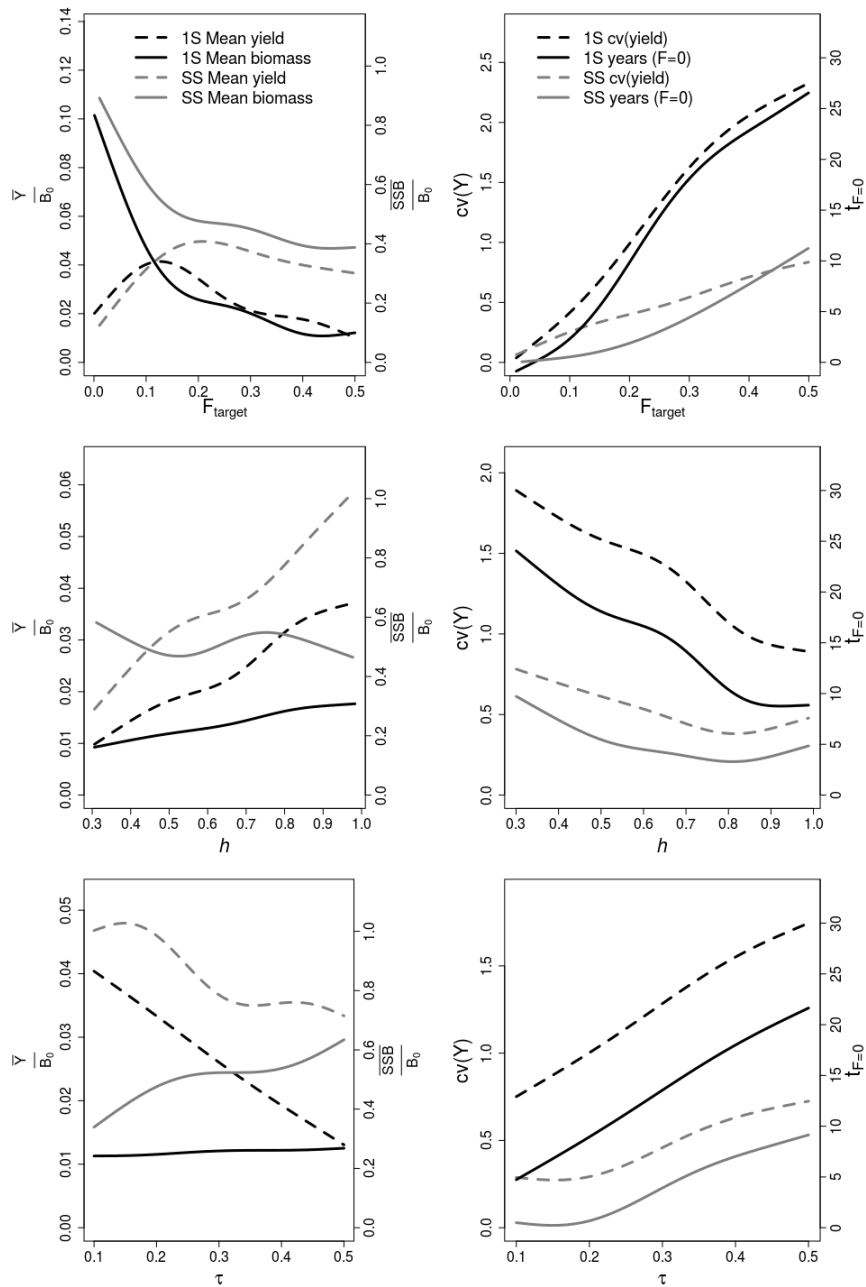 1S Mean yield
1S Mean biomass
SS Mean yield
SS Mean biomass
0.00 0.02 0.04 0.06 0.08 0.10 0.12 0.14
Y̅
B₀
0.0 0.2 0.4 0.6 0.8 1.0
S̅S̅B̅
B₀
0.0 0.1 0.2 0.3 0.4 0.5
Fₜₐᵣgₑₜ
1S cv(yield)
1S years (F=0)
SS cv(yield)
SS years (F=0)
0.0 0.5 1.0 1.5 2.0 2.5
cv(Y)
0 5 10 15 20 25 30
t_F=0
0.0 0.1 0.2 0.3 0.4 0.5
Fₜₐᵣgₑₜ
0.00 0.01 0.02 0.03 0.04 0.05 0.06
Y̅
B₀
0.0 0.2 0.4 0.6 0.8 1.0
S̅S̅B̅
B₀
0.3 0.4 0.5 0.6 0.7 0.8 0.9 1.0
h
0.0 0.5 1.0 1.5 2.0
cv(Y)
0 5 10 15 20 25 30
t_F=0
0.3 0.4 0.5 0.6 0.7 0.8 0.9 1.0
h
0.00 0.01 0.02 0.03 0.04 0.05
Y̅
B₀
0.0 0.2 0.4 0.6 0.8 1.0
S̅S̅B̅
B₀
0.1 0.2 0.3 0.4 0.5
τ
0.0 0.5 1.0 1.5
cv(Y)
0 5 10 15 20 25 30
t_F=0
0.1 0.2 0.3 0.4 0.5
τ